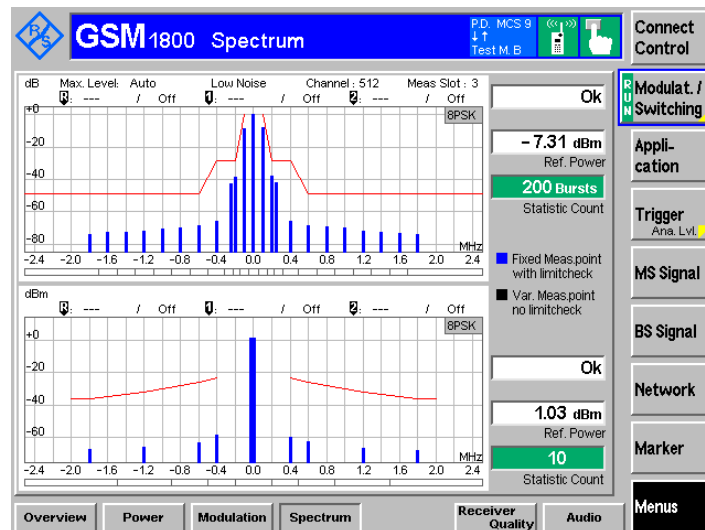 R/S GSM 1800 Spectrum P.D. MCS 9
↓↑
Test M. B
Connect
Control
dB Max. Level: Auto Low Noise Channel : 512 Meas Slot : 3
R: --- / Off 1: --- / Off 2: --- / Off
8PSK
+0
-20
-40
-60
-80
MHz
-2.4 -2.0 -1.6 -1.2 -0.8 -0.4 0.0 0.4 0.8 1.2 1.6 2.0 2.4
Ok
-7.31 dBm
Ref. Power
200 Bursts
Statistic Count
Fixed Meas.point
with limitcheck
Var. Meas.point
no limitcheck
dBm
R: --- / Off 1: --- / Off 2: --- / Off
8PSK
+0
-20
-40
-60
MHz
-2.4 -2.0 -1.6 -1.2 -0.8 -0.4 0.0 0.4 0.8 1.2 1.6 2.0 2.4
Ok
1.03 dBm
Ref. Power
10
Statistic Count
RUN
Modulat. /
Switching
Appli-
cation
Trigger
Ana. Lvl.
MS Signal
BS Signal
Network
Marker
Menus
Overview Power Modulation Spectrum Receiver
Quality Audio